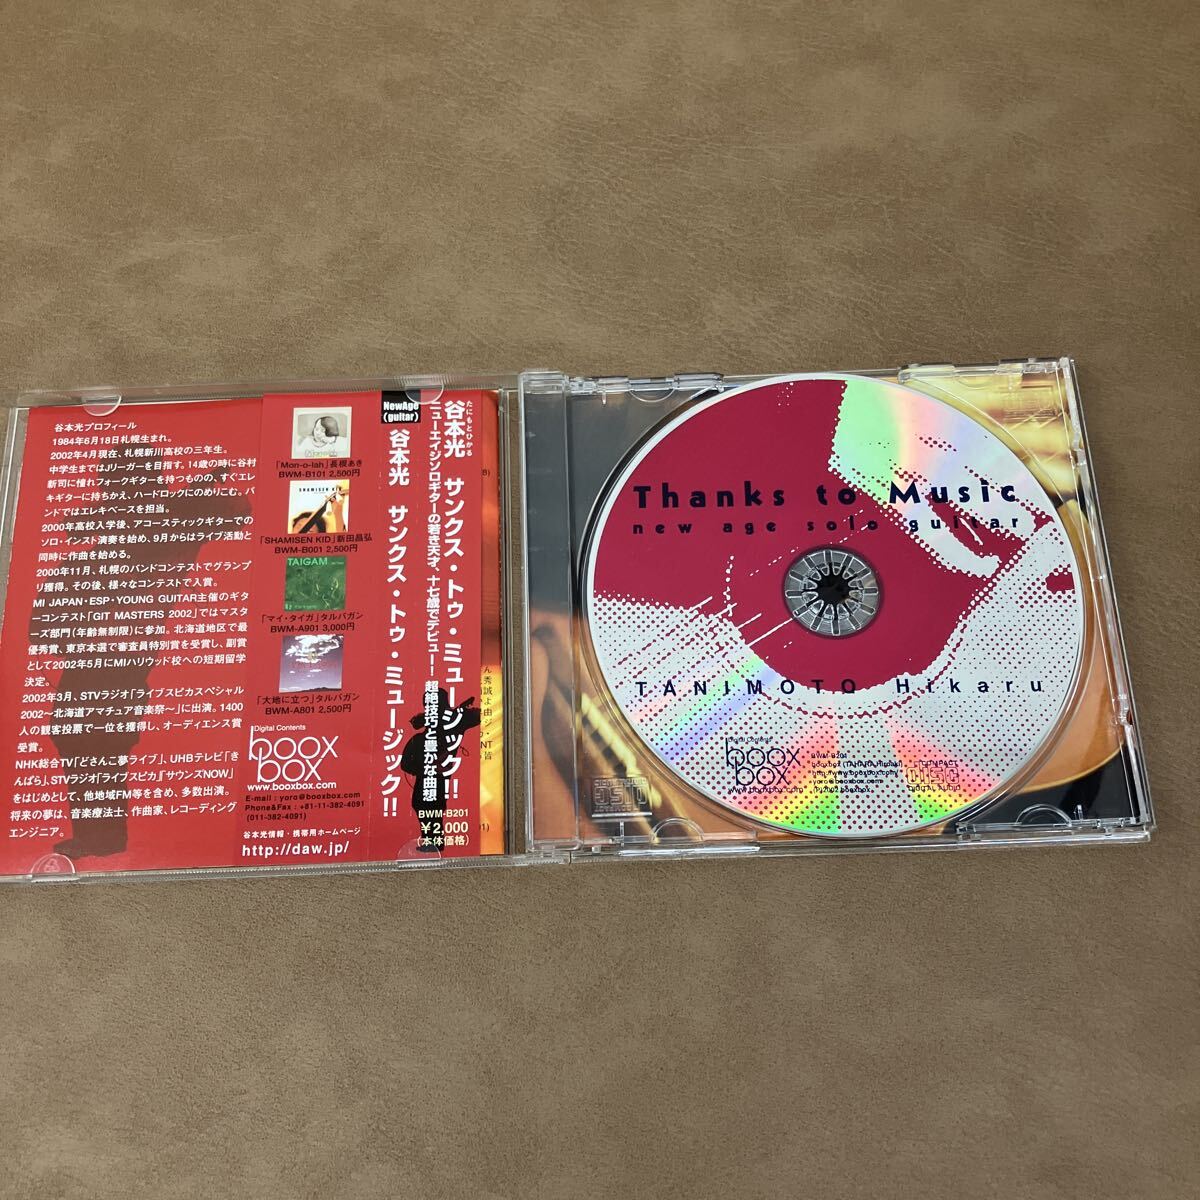 谷本光プロフィール
1984年6月18日札幌生まれ。
2002年4月現在、札幌新川高校の三年生。
中学生まではJリーガーを目指す。14歳の時に谷村
新司に憧れフォークギターを持つものの、すぐエレ
キギターに持ちかえ、ハードロックにのめりこむ。バ
ンドではエレキベースを担当。
2000年高校入学後、アコースティックギターでの
ソロ・インスト演奏を始め、9月からはライブ活動と
同時に作曲を始める。
2000年11月、札幌のバンドコンテストでグランプ
リ獲得。その後、様々なコンテストで入賞。
MI JAPAN・ESP・YOUNG GUITAR主催のギタ
ーコンテスト「GIT MASTERS 2002」ではマスタ
ーズ部門(年齢無制限)に参加。北海道地区で最
優秀賞、東京本選で審査員特別賞を受賞し、副賞
として2002年5月にMIハリウッド校への短期留学
決定。
2002年3月、STVラジオ「ライブスピカスペシャル
2002〜北海道アマチュア音楽祭〜」に出演。1400
人の観客投票で一位を獲得し、オーディエンス賞
受賞。
NHK総合TV「どさんこ夢ライブ」、UHBテレビ「き
んぱら」、STVラジオ「ライブスピカ」「サウンズNOW」
をはじめとして、他地域FM等を含め、多数出演。
将来の夢は、音楽療法士、作曲家、レコーディング
エンジニア。
「Mon-o-lah」長根あき
BWM-B101 2,500円
SHAMISEN KID
「SHAMISEN KID」新田昌弘
BWM-B001 2,500円
TAIGAM
「マイ・タイガ」タルバガン
BWM-A901 3,000円
「大地に立つ」タルバガン
BWM-A801 2,500円
Digital Contents
boox
box
www.booxbox.com
E-mail : yoro@booxbox.com
Phone&Fax : +81-11-382-4091
(011-382-4091)
谷本光情報・携帯用ホームページ
http://daw.jp/
NewAge
(guitar)
谷本光 サンクス・トゥ・ミュージック!!
たにもとひかる
谷本光 サンクス・トゥ・ミュージック!!
ニューエイジソロギターの若き天才、十七歳でデビュー! 超絶技巧と豊かな曲想
BWM-B201
¥2,000
(本体価格)
Thanks to Music
new age solo guitar
TANIMOTO Hikaru
Digital Contents
boox
box
www.booxbox.com
BWM-B201
http://www.booxbox.com/
COMPACT
disc
DIGITAL AUDIO